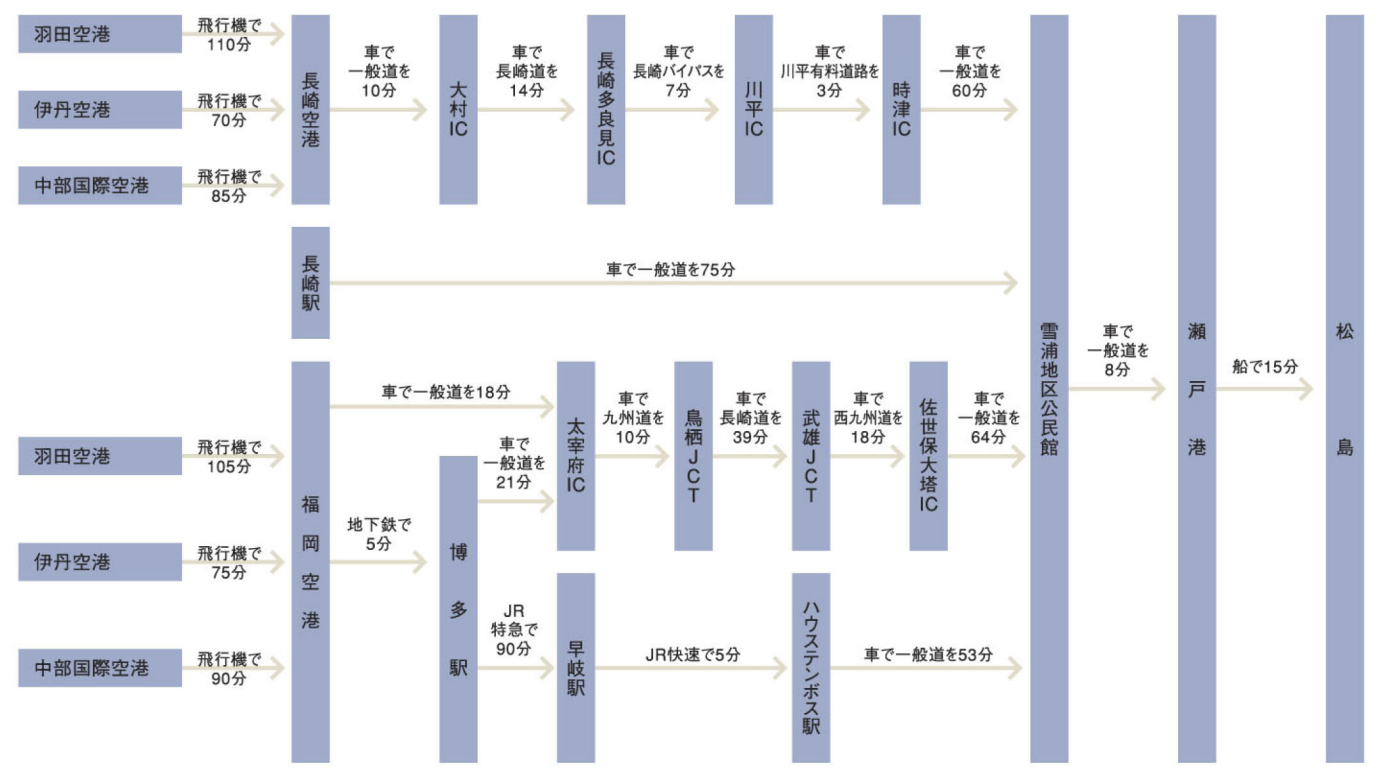 羽田空港
飛行機で
110分
伊丹空港
飛行機で
70分
中部国際空港
飛行機で
85分
長崎空港
車で
一般道を
10分
大村IC
車で
長崎道を
14分
長崎多良見IC
車で
長崎バイパスを
7分
川平IC
車で
川平有料道路を
3分
時津IC
車で
一般道を
60分
長崎駅
車で一般道を75分
羽田空港
飛行機で
105分
伊丹空港
飛行機で
75分
中部国際空港
飛行機で
90分
福岡空港
車で一般道を18分
地下鉄で
5分
博多駅
車で
一般道を
21分
太宰府IC
車で
九州道を
10分
鳥栖JCT
車で
長崎道を
39分
武雄JCT
車で
西九州道を
18分
佐世保大塔IC
車で
一般道を
64分
JR
特急で
90分
早岐駅
JR快速で5分
ハウステンボス駅
車で一般道を53分
雪浦地区公民館
車で
一般道を
8分
瀬戸港
船で15分
松島